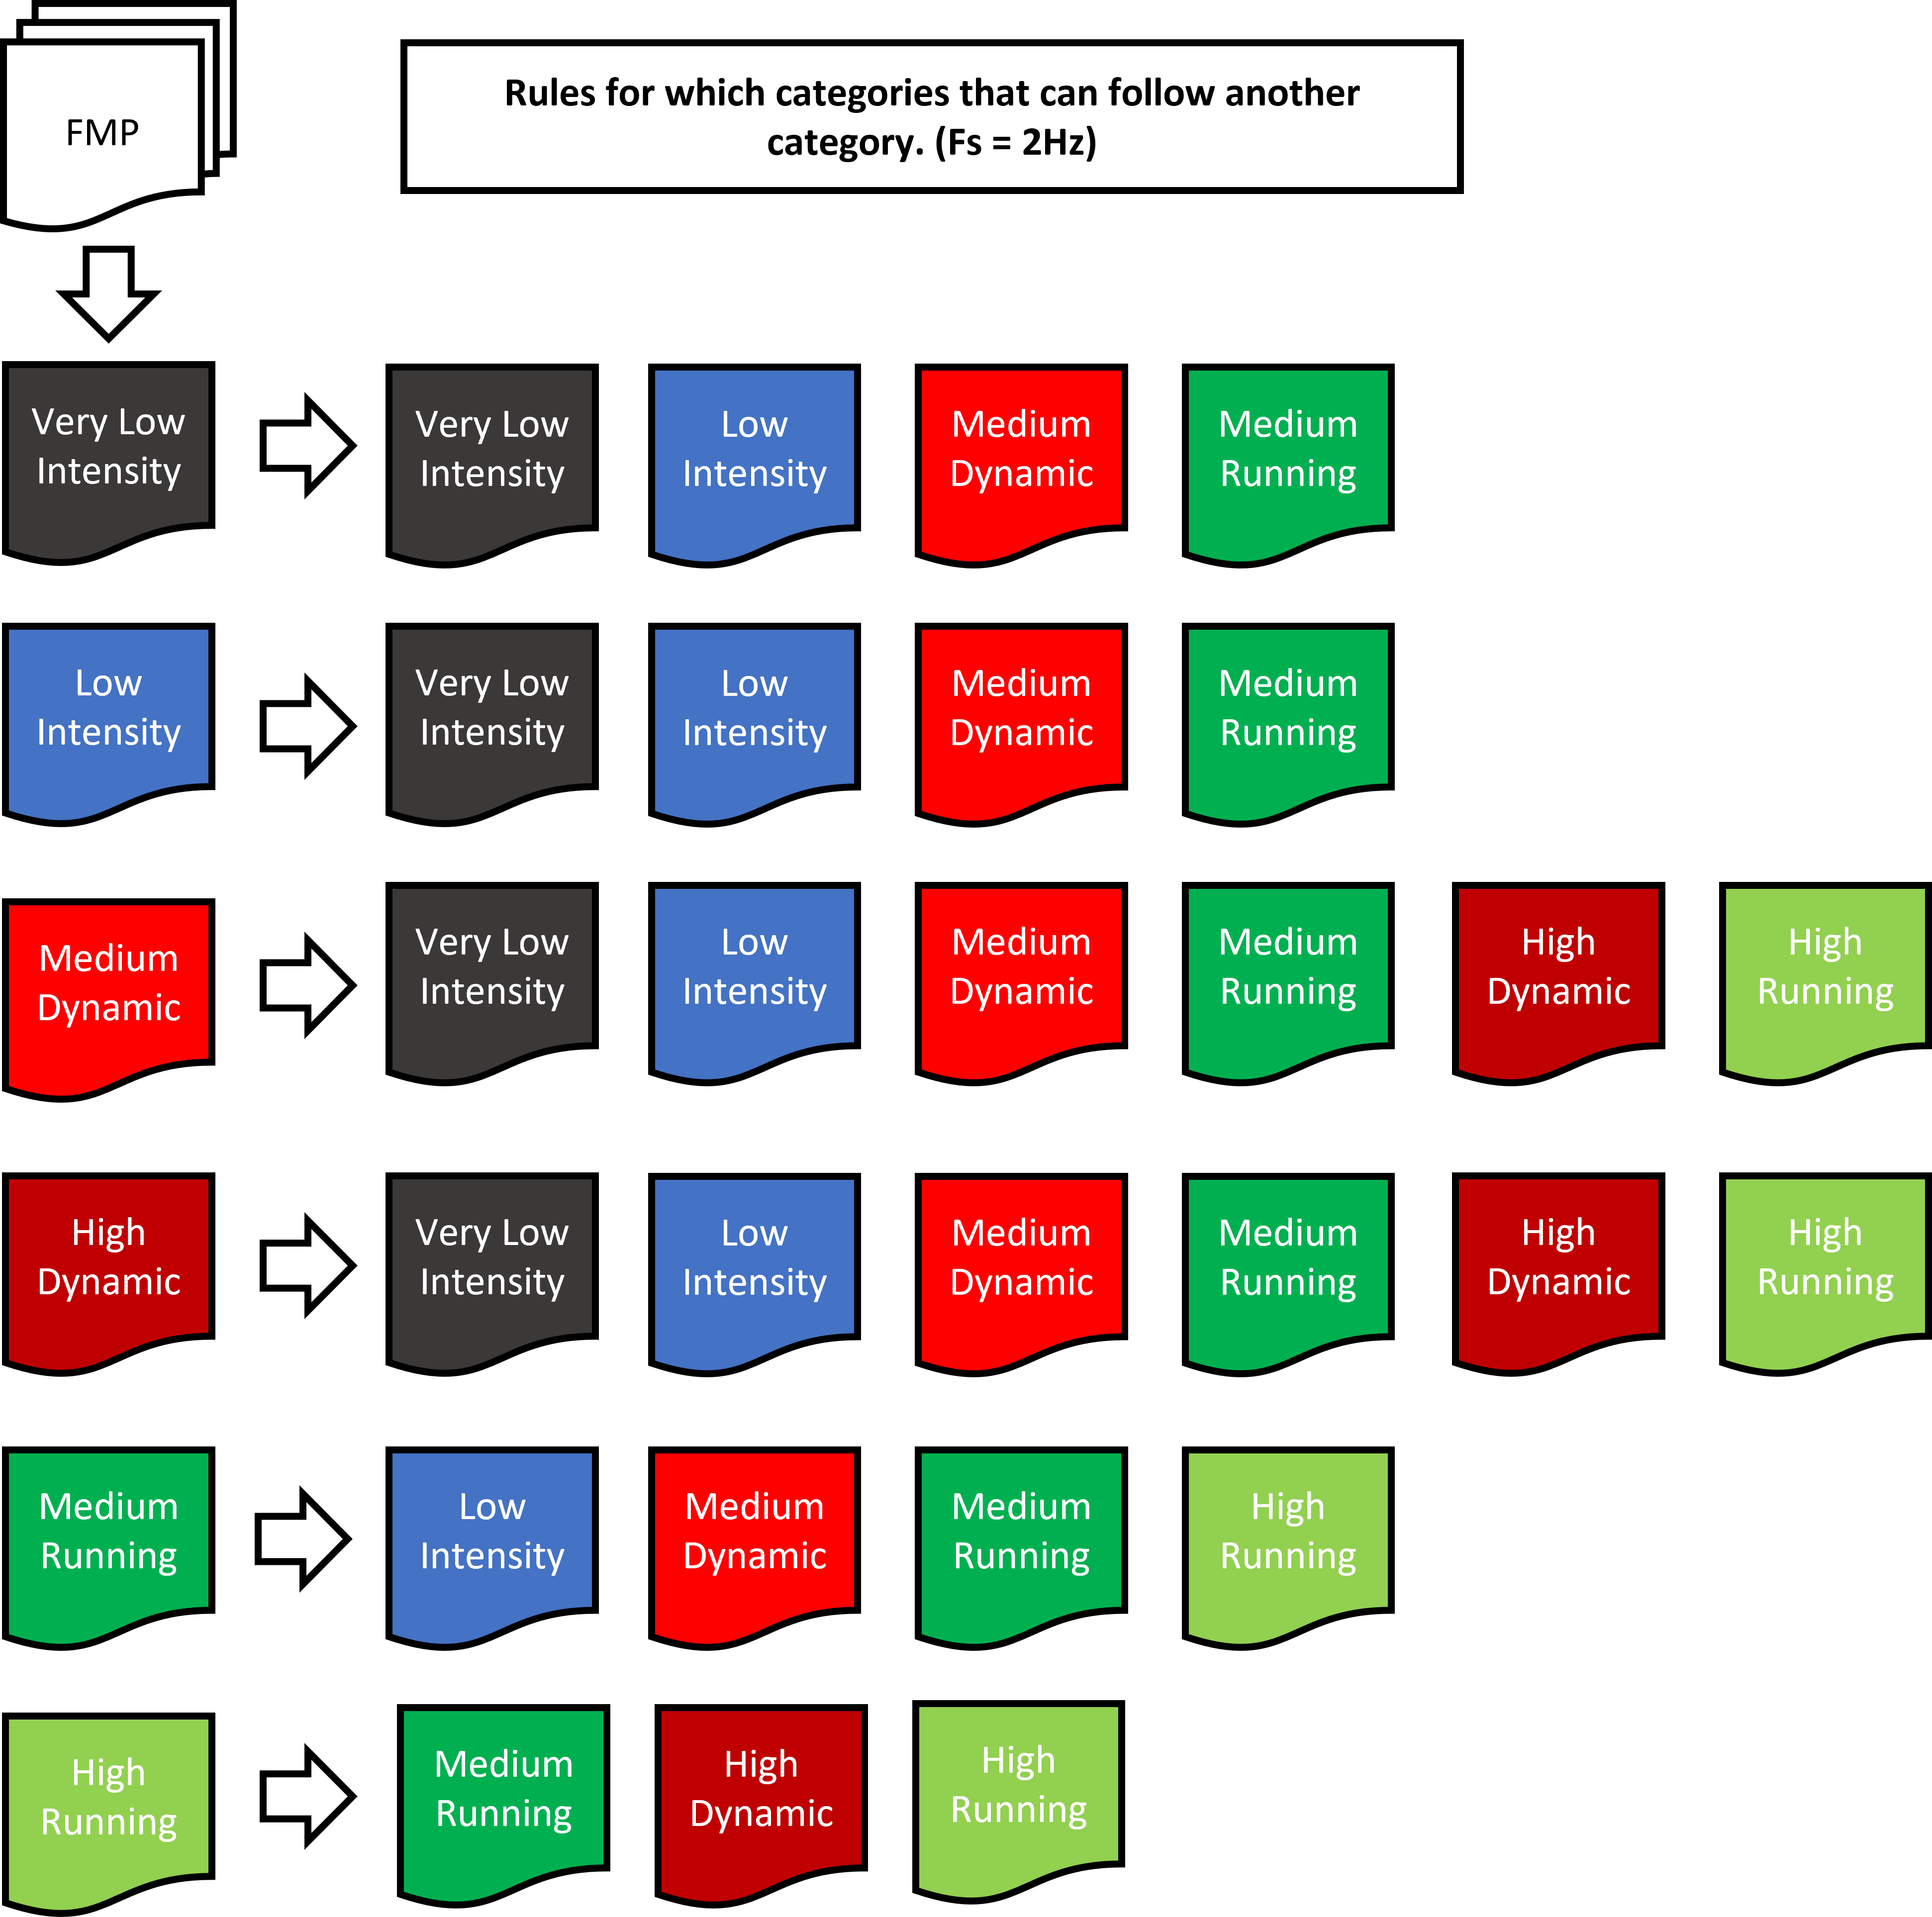 FMP
Rules for which categories that can follow another
category. (Fs = 2Hz)
Very Low
Intensity
Very Low
Intensity
Low
Intensity
Medium
Dynamic
Medium
Running
Low
Intensity
Very Low
Intensity
Low
Intensity
Medium
Dynamic
Medium
Running
Medium
Dynamic
Very Low
Intensity
Low
Intensity
Medium
Dynamic
Medium
Running
High
Dynamic
High
Running
High
Dynamic
Very Low
Intensity
Low
Intensity
Medium
Dynamic
Medium
Running
High
Dynamic
High
Running
Medium
Running
Low
Intensity
Medium
Dynamic
Medium
Running
High
Running
High
Running
Medium
Running
High
Dynamic
High
Running